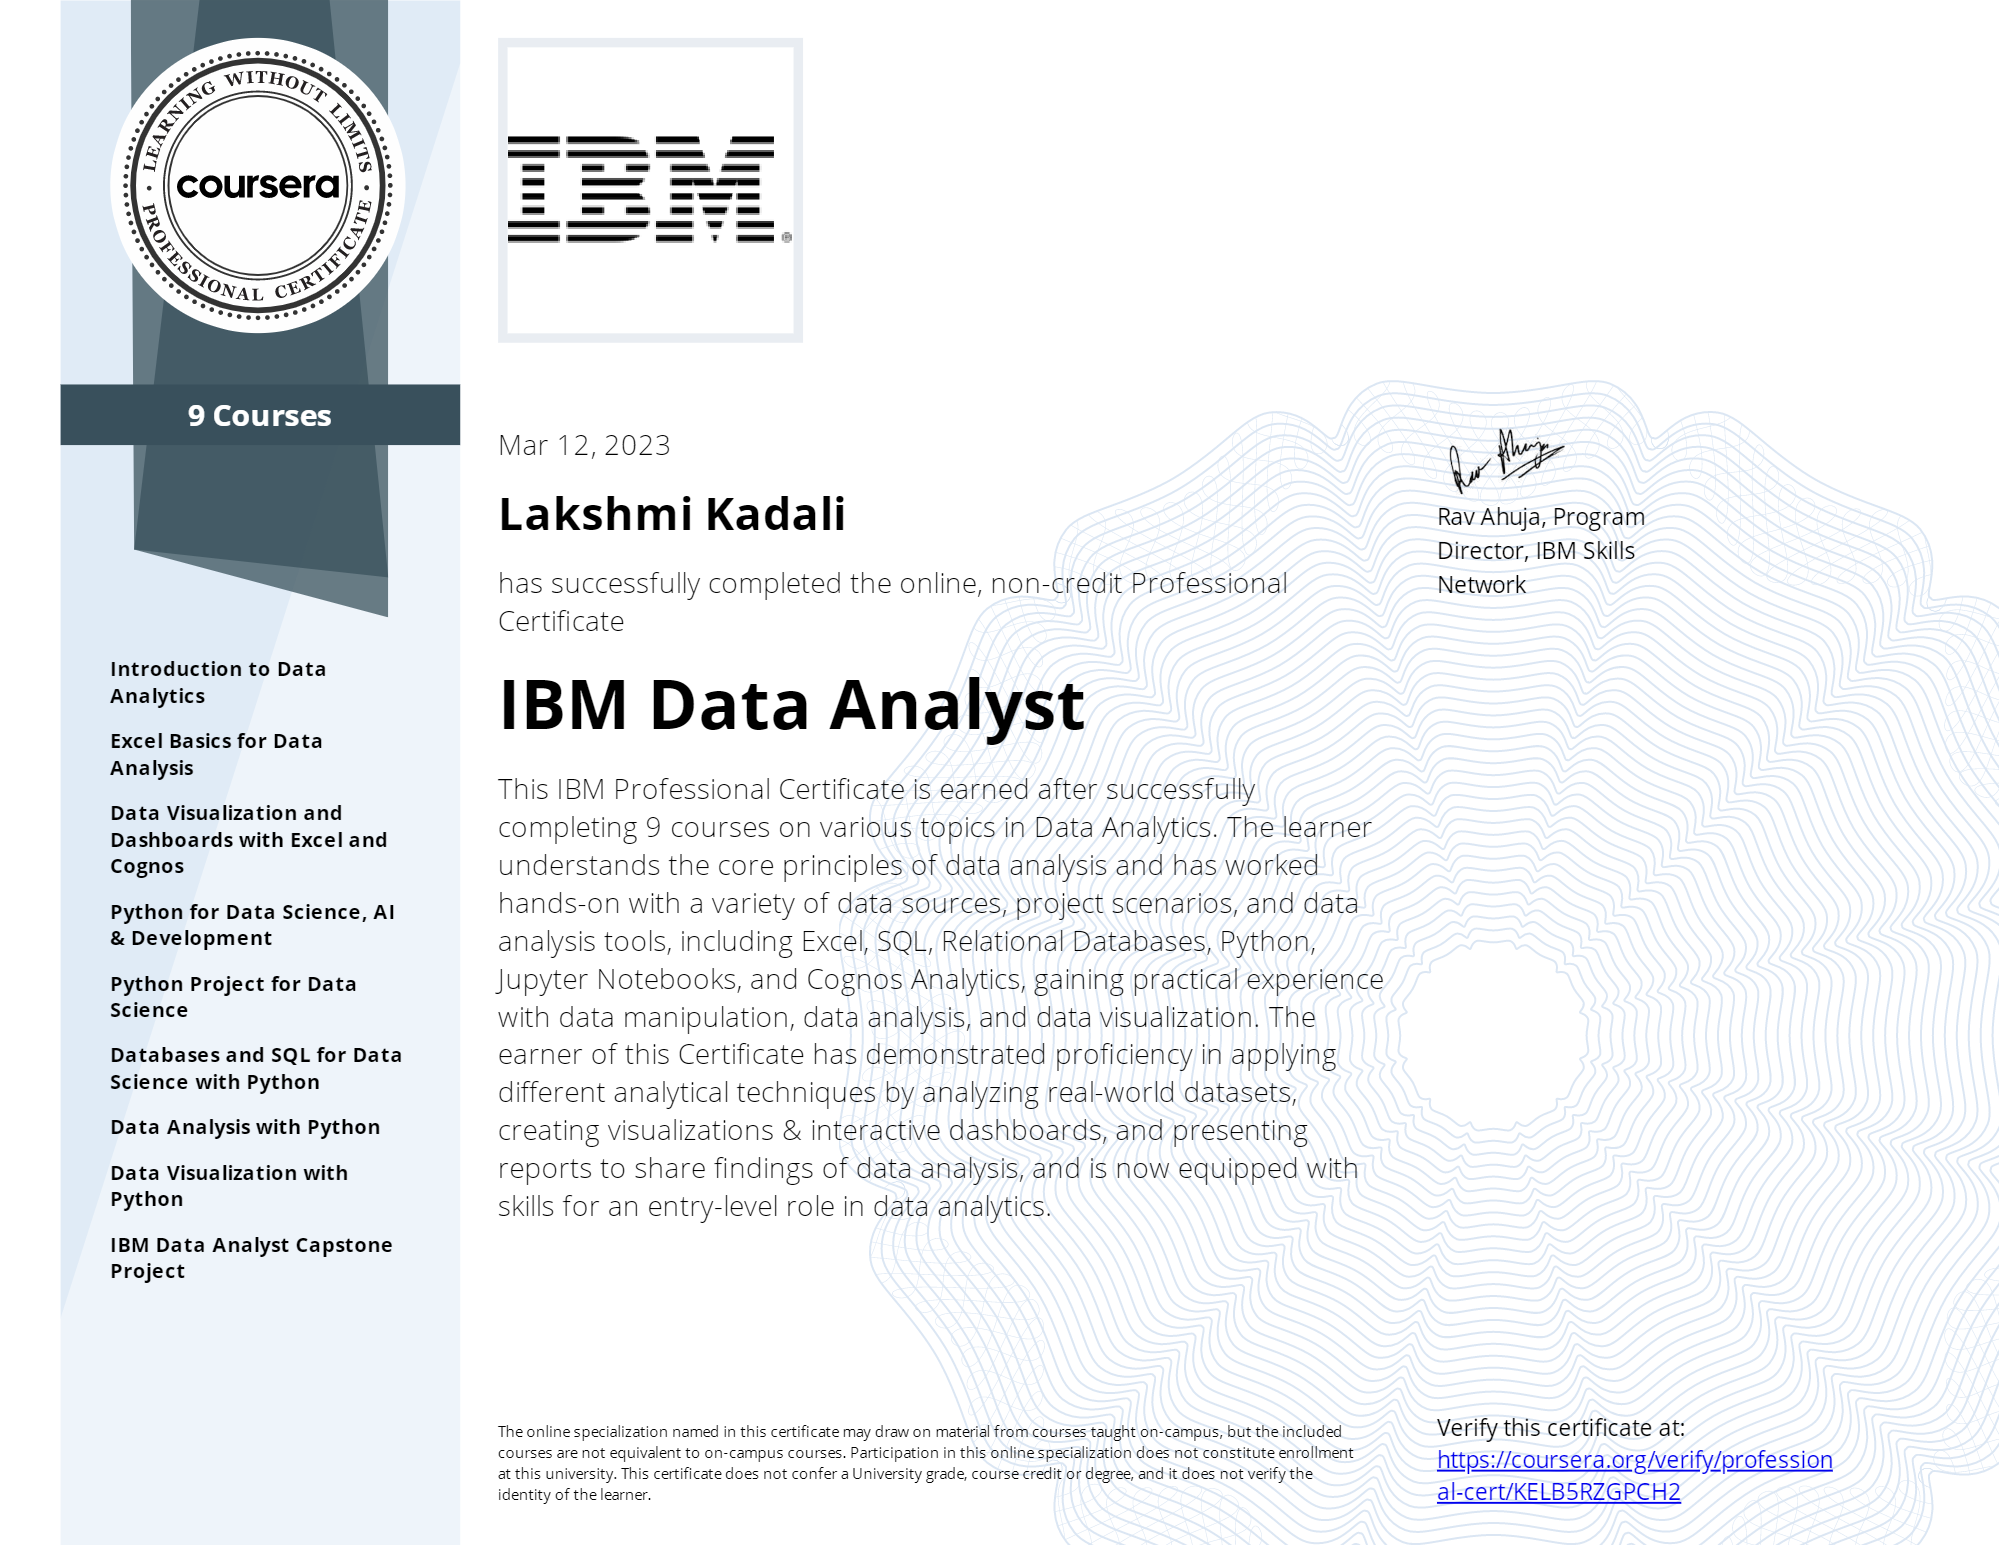 LEARNING WITHOUT LIMITS
coursera
PROFESSIONAL CERTIFICATE
9 Courses
Introduction to Data
Analytics
Excel Basics for Data
Analysis
Data Visualization and
Dashboards with Excel and
Cognos
Python for Data Science, AI
& Development
Python Project for Data
Science
Databases and SQL for Data
Science with Python
Data Analysis with Python
Data Visualization with
Python
IBM Data Analyst Capstone
Project
IBM®
Mar 12, 2023
Lakshmi Kadali
has successfully completed the online, non-credit Professional
Certificate
IBM Data Analyst
This IBM Professional Certificate is earned after successfully
completing 9 courses on various topics in Data Analytics. The learner
understands the core principles of data analysis and has worked
hands-on with a variety of data sources, project scenarios, and data
analysis tools, including Excel, SQL, Relational Databases, Python,
Jupyter Notebooks, and Cognos Analytics, gaining practical experience
with data manipulation, data analysis, and data visualization. The
earner of this Certificate has demonstrated proficiency in applying
different analytical techniques by analyzing real-world datasets,
creating visualizations & interactive dashboards, and presenting
reports to share findings of data analysis, and is now equipped with
skills for an entry-level role in data analytics.
Rav Ahuja
Rav Ahuja, Program
Director, IBM Skills
Network
The online specialization named in this certificate may draw on material from courses taught on-campus, but the included
courses are not equivalent to on-campus courses. Participation in this online specialization does not constitute enrollment
at this university. This certificate does not confer a University grade, course credit or degree, and it does not verify the
identity of the learner.
Verify this certificate at:
https://coursera.org/verify/profession
al-cert/KELB5RZGPCH2